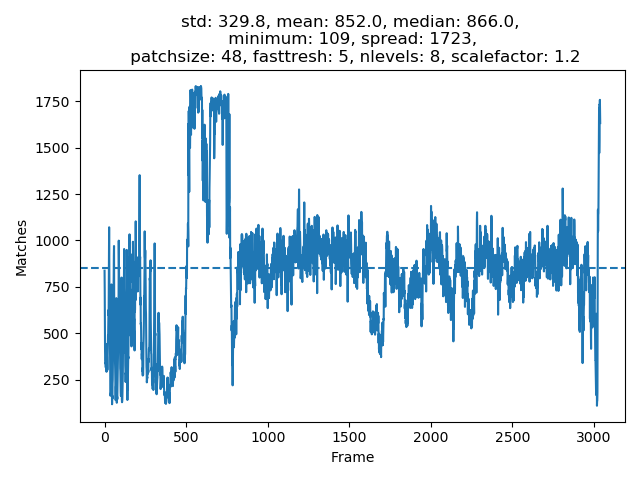 std: 329.8, mean: 852.0, median: 866.0,
minimum: 109, spread: 1723,
patchsize: 48, fasttresh: 5, nlevels: 8, scalefactor: 1.2
1750
1500
1250
1000
750
500
250
Matches
0 500 1000 1500 2000 2500 3000
Frame